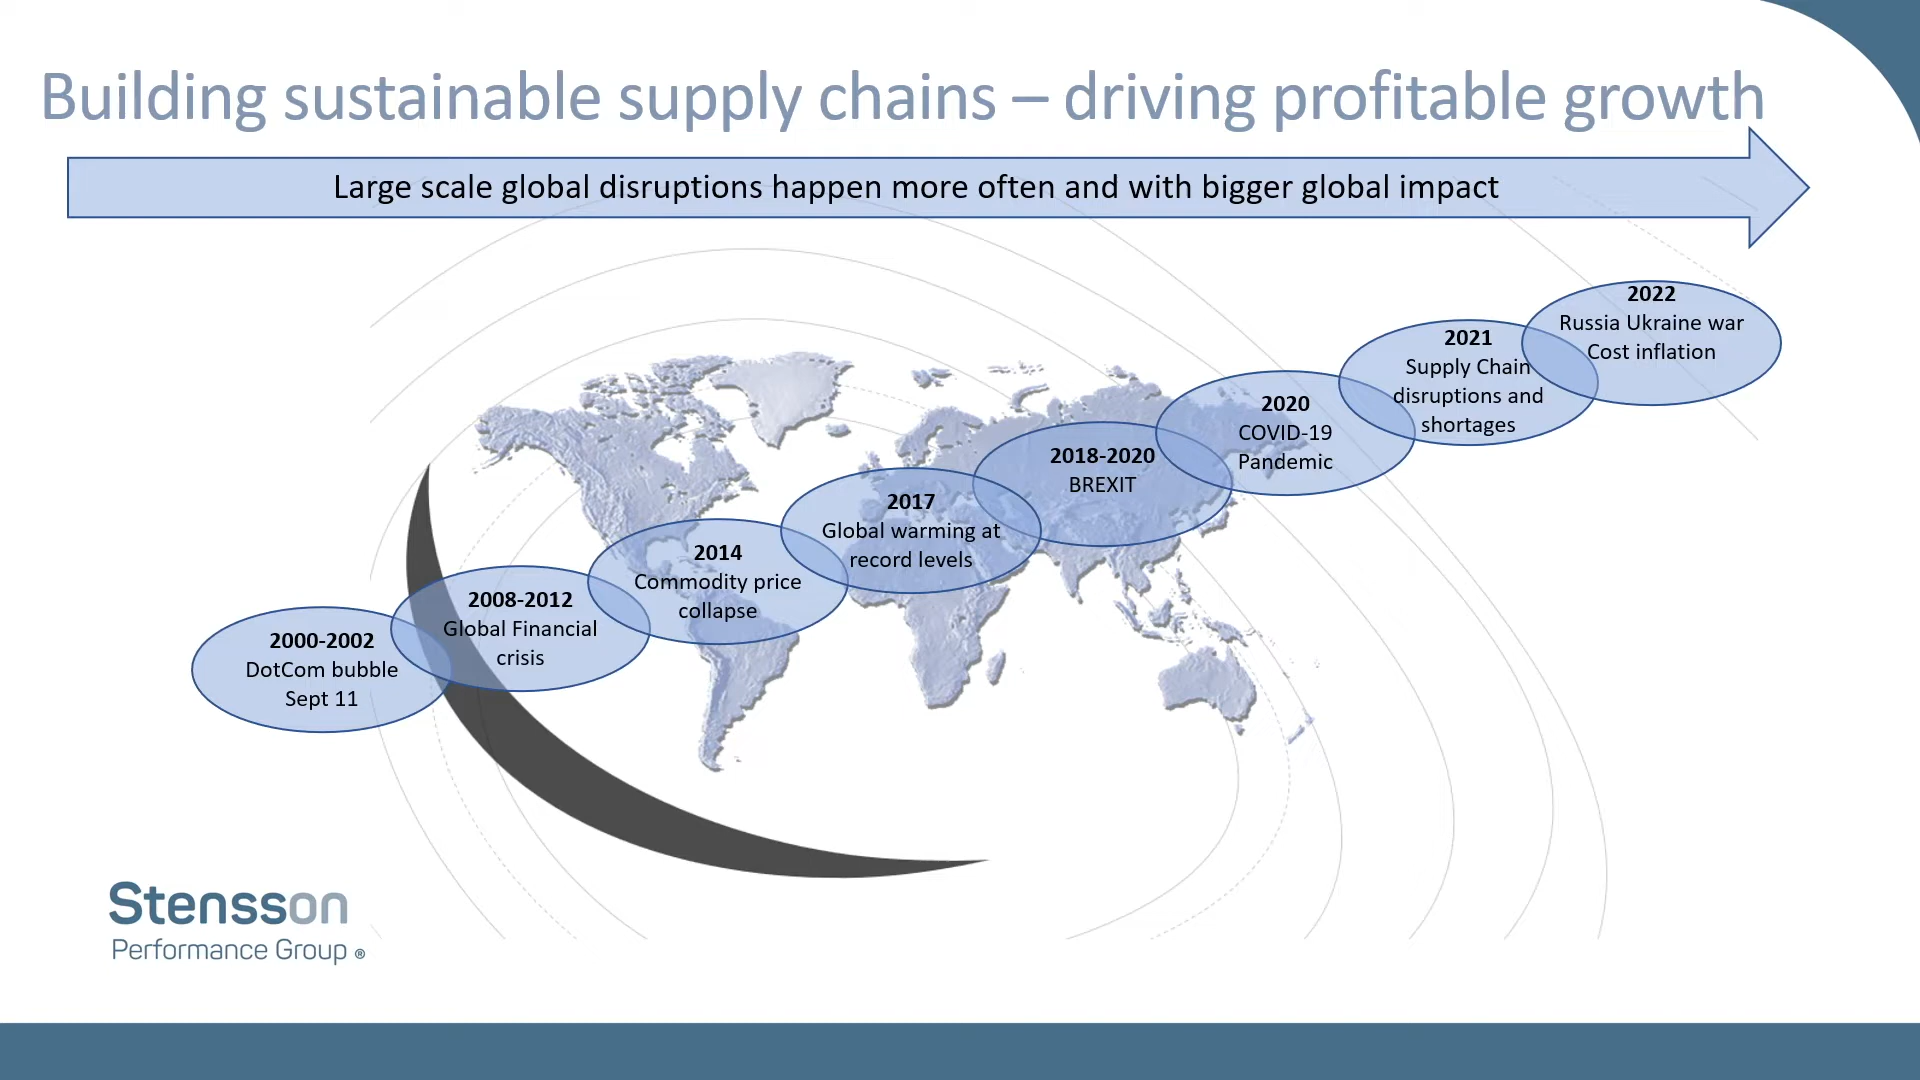 Building sustainable supply chains – driving profitable growth
Large scale global disruptions happen more often and with bigger global impact
2000-2002
DotCom bubble
Sept 11
2008-2012
Global Financial
crisis
2014
Commodity price
collapse
2017
Global warming at
record levels
2018-2020
BREXIT
2020
COVID-19
Pandemic
2021
Supply Chain
disruptions and
shortages
2022
Russia Ukraine war
Cost inflation
Stensson
Performance Group ®